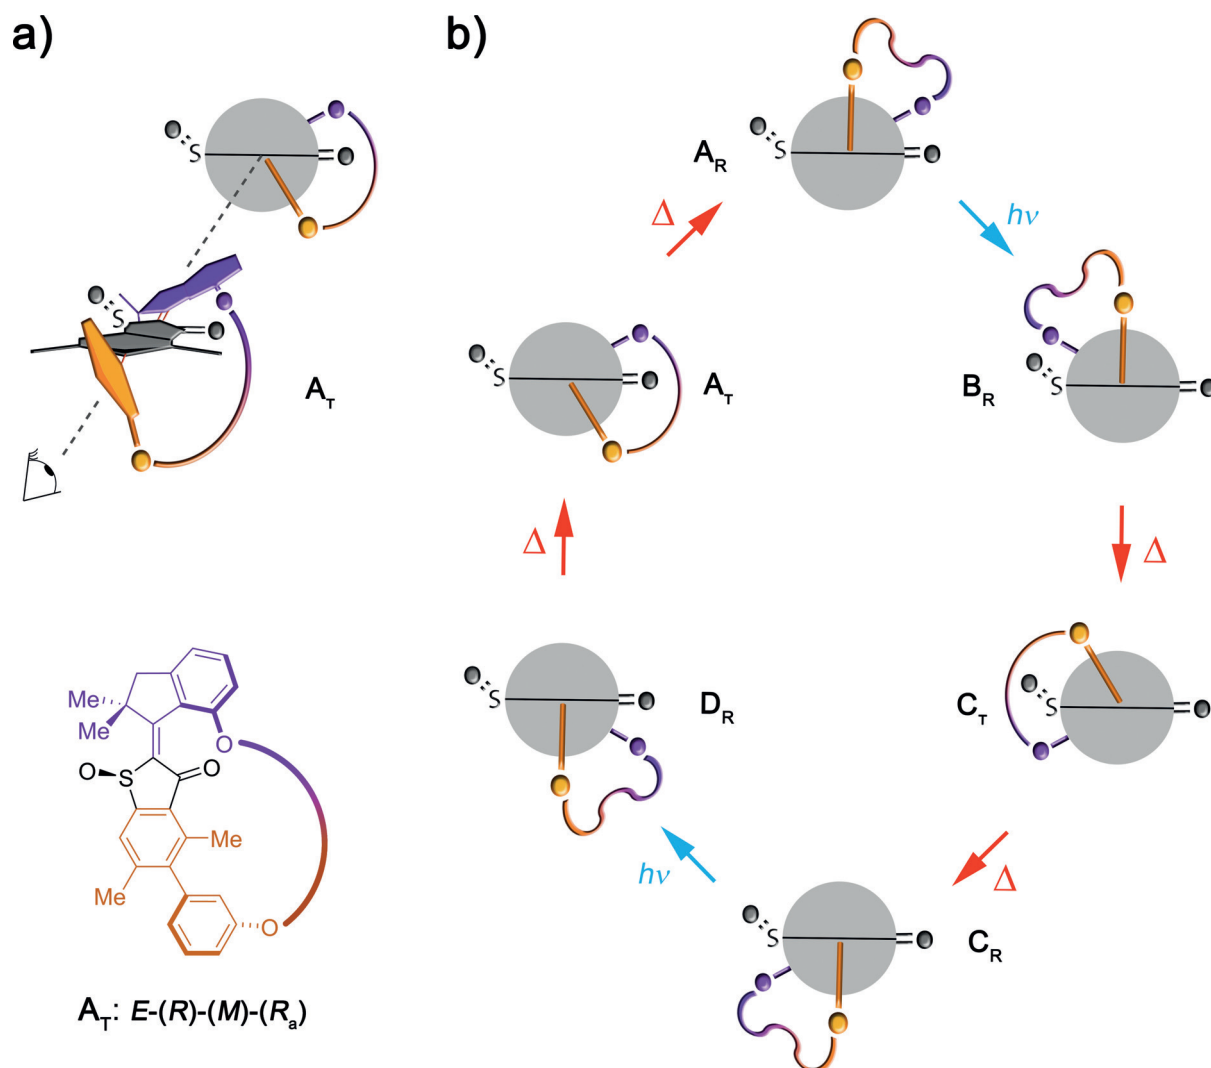 a)
b)
S
A_R
S
Δ
hν
S
A_T
S
A_T
S
B_R
Δ
Δ
S
D_R
S
C_T
hν
Δ
S
C_R
Me
Me
O
O
S
O
Me
Me
O
A_T: E-(R)-(M)-(R_a)